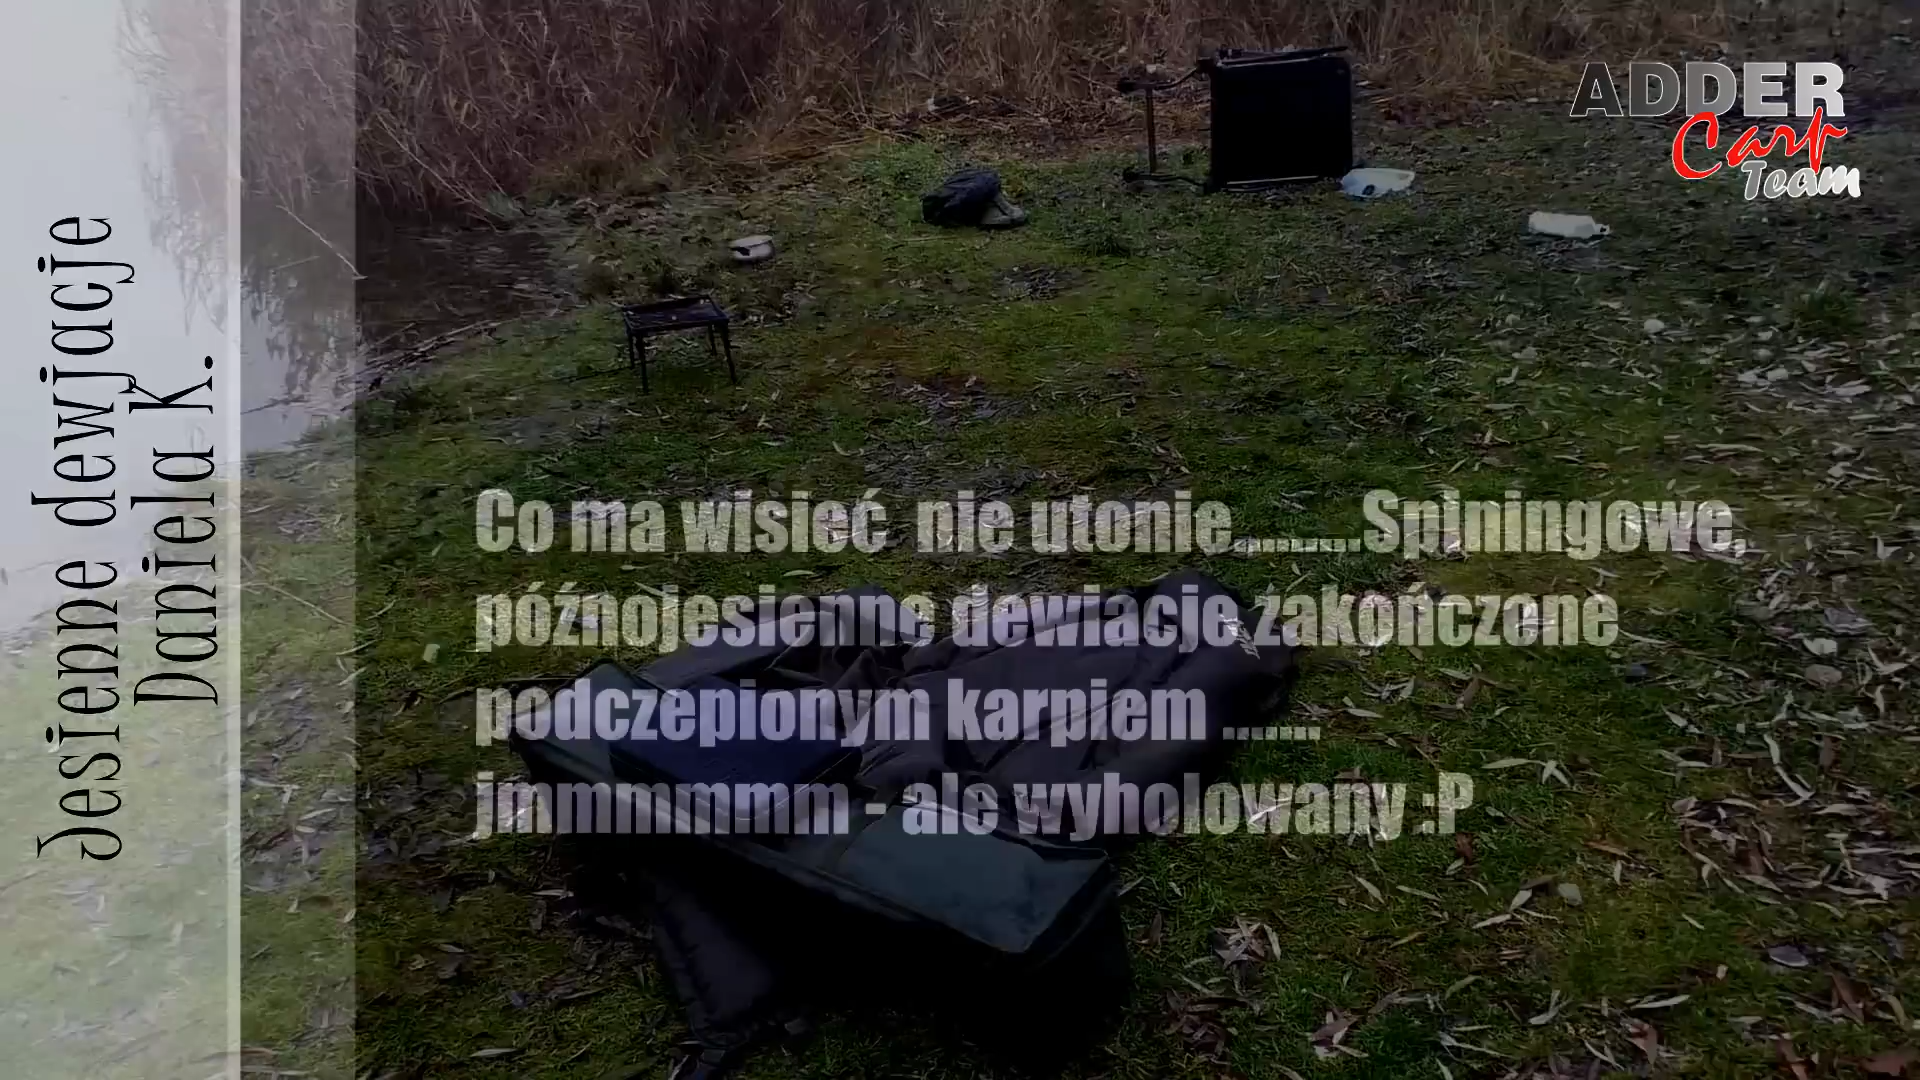 Jesienne dewjacje
Daniela K.
ADDER
Carp
Team
Co ma wisieć nie utonie.........Spiningowe,
późnojesienne dewiacje zakończone
podczepionym karpiem .......
jmmmmmm - ale wyholowany :P